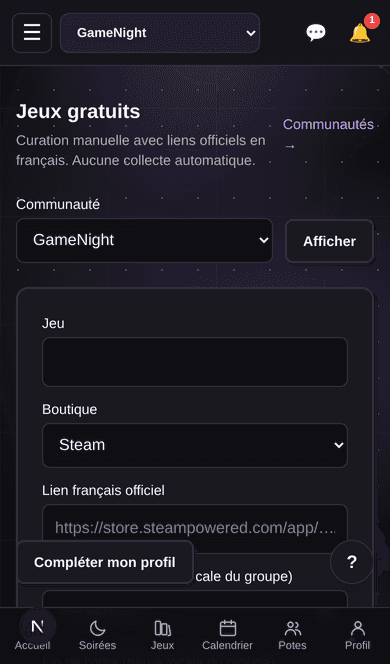 GameNight
1
Jeux gratuits
Communautés →
Curation manuelle avec liens officiels en
français. Aucune collecte automatique.
Communauté
GameNight
Afficher
Jeu
Boutique
Steam
Lien français officiel
https://store.steampowered.com/app/…
Compléter mon profil
cale du groupe)
?
N
Accueil
Soirées
Jeux
Calendrier
Potes
Profil